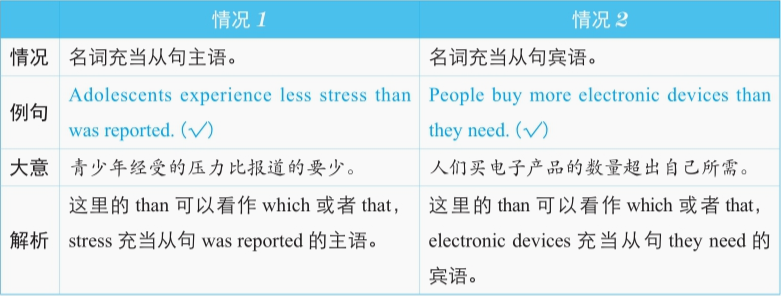 情况 1 情况 2
情况 名词充当从句主语。 名词充当从句宾语。
例句 Adolescents experience less stress than was reported.(√) People buy more electronic devices than they need.(√)
大意 青少年经受的压力比报道的要少。 人们买电子产品的数量超出自己所需。
解析 这里的 than 可以看作 which 或者 that，stress 充当从句 was reported 的主语。 这里的 than 可以看作 which 或者 that，electronic devices 充当从句 they need 的宾语。